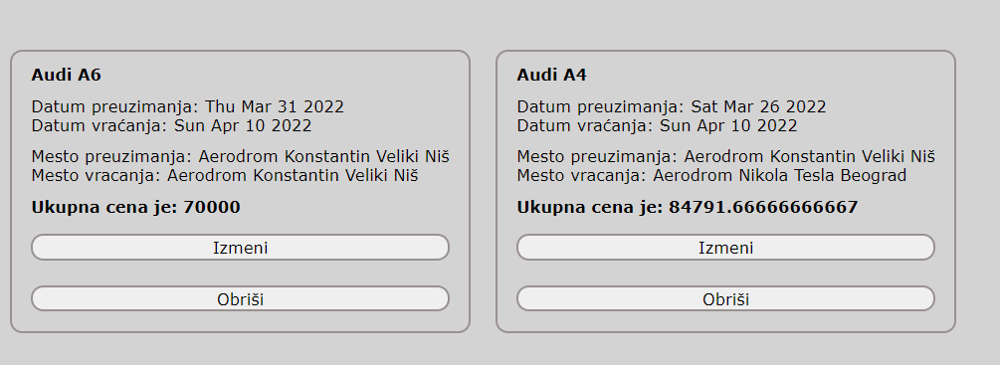 Audi A6
Datum preuzimanja: Thu Mar 31 2022
Datum vraćanja: Sun Apr 10 2022
Mesto preuzimanja: Aerodrom Konstantin Veliki Niš
Mesto vracanja: Aerodrom Konstantin Veliki Niš
Ukupna cena je: 70000
Izmeni
Obriši
Audi A4
Datum preuzimanja: Sat Mar 26 2022
Datum vraćanja: Sun Apr 10 2022
Mesto preuzimanja: Aerodrom Konstantin Veliki Niš
Mesto vracanja: Aerodrom Nikola Tesla Beograd
Ukupna cena je: 84791.66666666667
Izmeni
Obriši